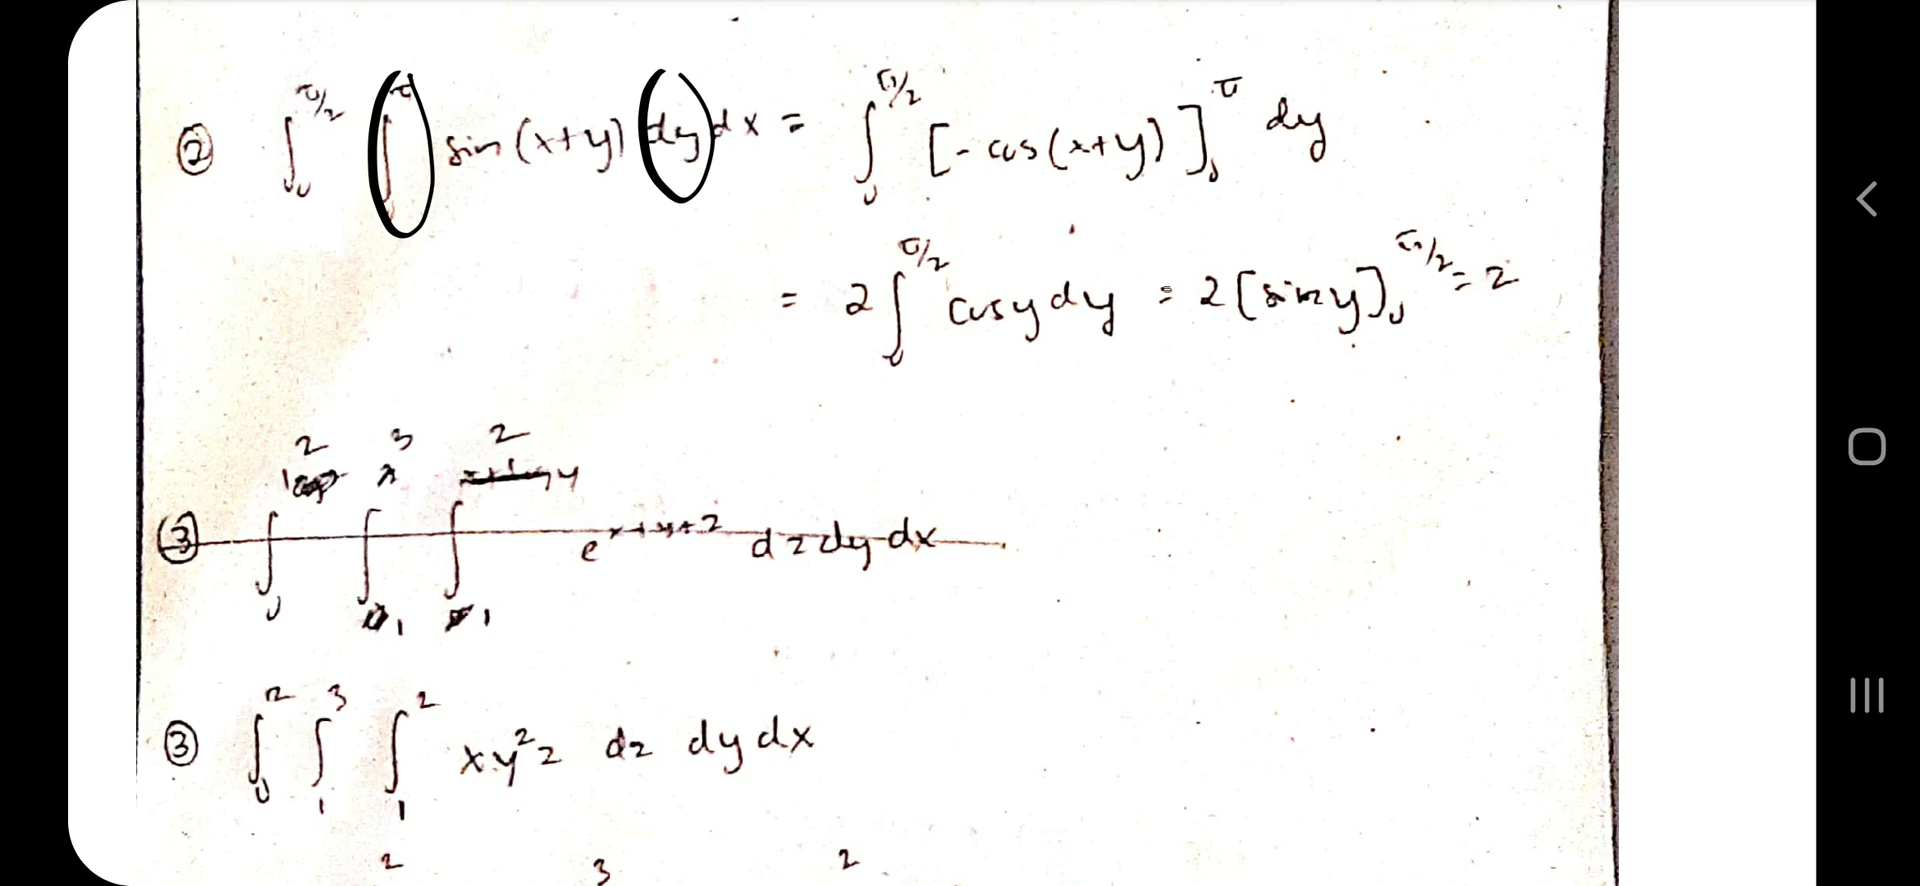 ② ∫₀^{π/2} ∫₀^{π} sin(x+y) dy dx = ∫₀^{π/2} [-cos(x+y)]₀^{π} dy
= 2∫₀^{π/2} cosy dy = 2[siny]₀^{π/2} = 2
③ ∫₀^{2} ∫₁^{3} ∫₁^{2} e^{x+y+z} dz dy dx
③ ∫₀^{2} ∫₁^{3} ∫₁^{2} xy²z dz dy dx
2 3 2